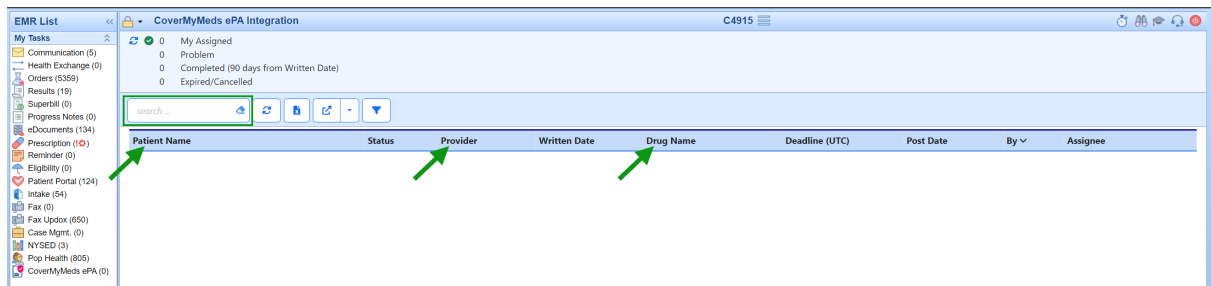 EMR List «
My Tasks
Communication (5)
Health Exchange (0)
Orders (5359)
Results (19)
Superbill (0)
Progress Notes (0)
eDocuments (134)
Prescription (!✪)
Reminder (0)
Eligibility (0)
Patient Portal (124)
Intake (54)
Fax (0)
Fax Updox (650)
Case Mgmt. (0)
NYSED (3)
Pop Health (805)
CoverMyMeds ePA (0)
CoverMyMeds ePA Integration C4915
0 My Assigned
0 Problem
0 Completed (90 days from Written Date)
0 Expired/Cancelled
search ...
Patient Name Status Provider Written Date Drug Name Deadline (UTC) Post Date By Assignee